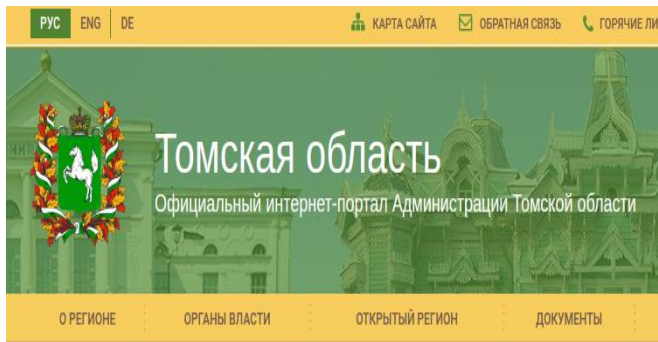 РУС ENG DE КАРТА САЙТА ОБРАТНАЯ СВЯЗЬ ГОРЯЧИЕ
Томская область
Официальный интернет-портал Администрации Томской области
О РЕГИОНЕ ОРГАНЫ ВЛАСТИ ОТКРЫТЫЙ РЕГИОН ДОКУМЕНТЫ